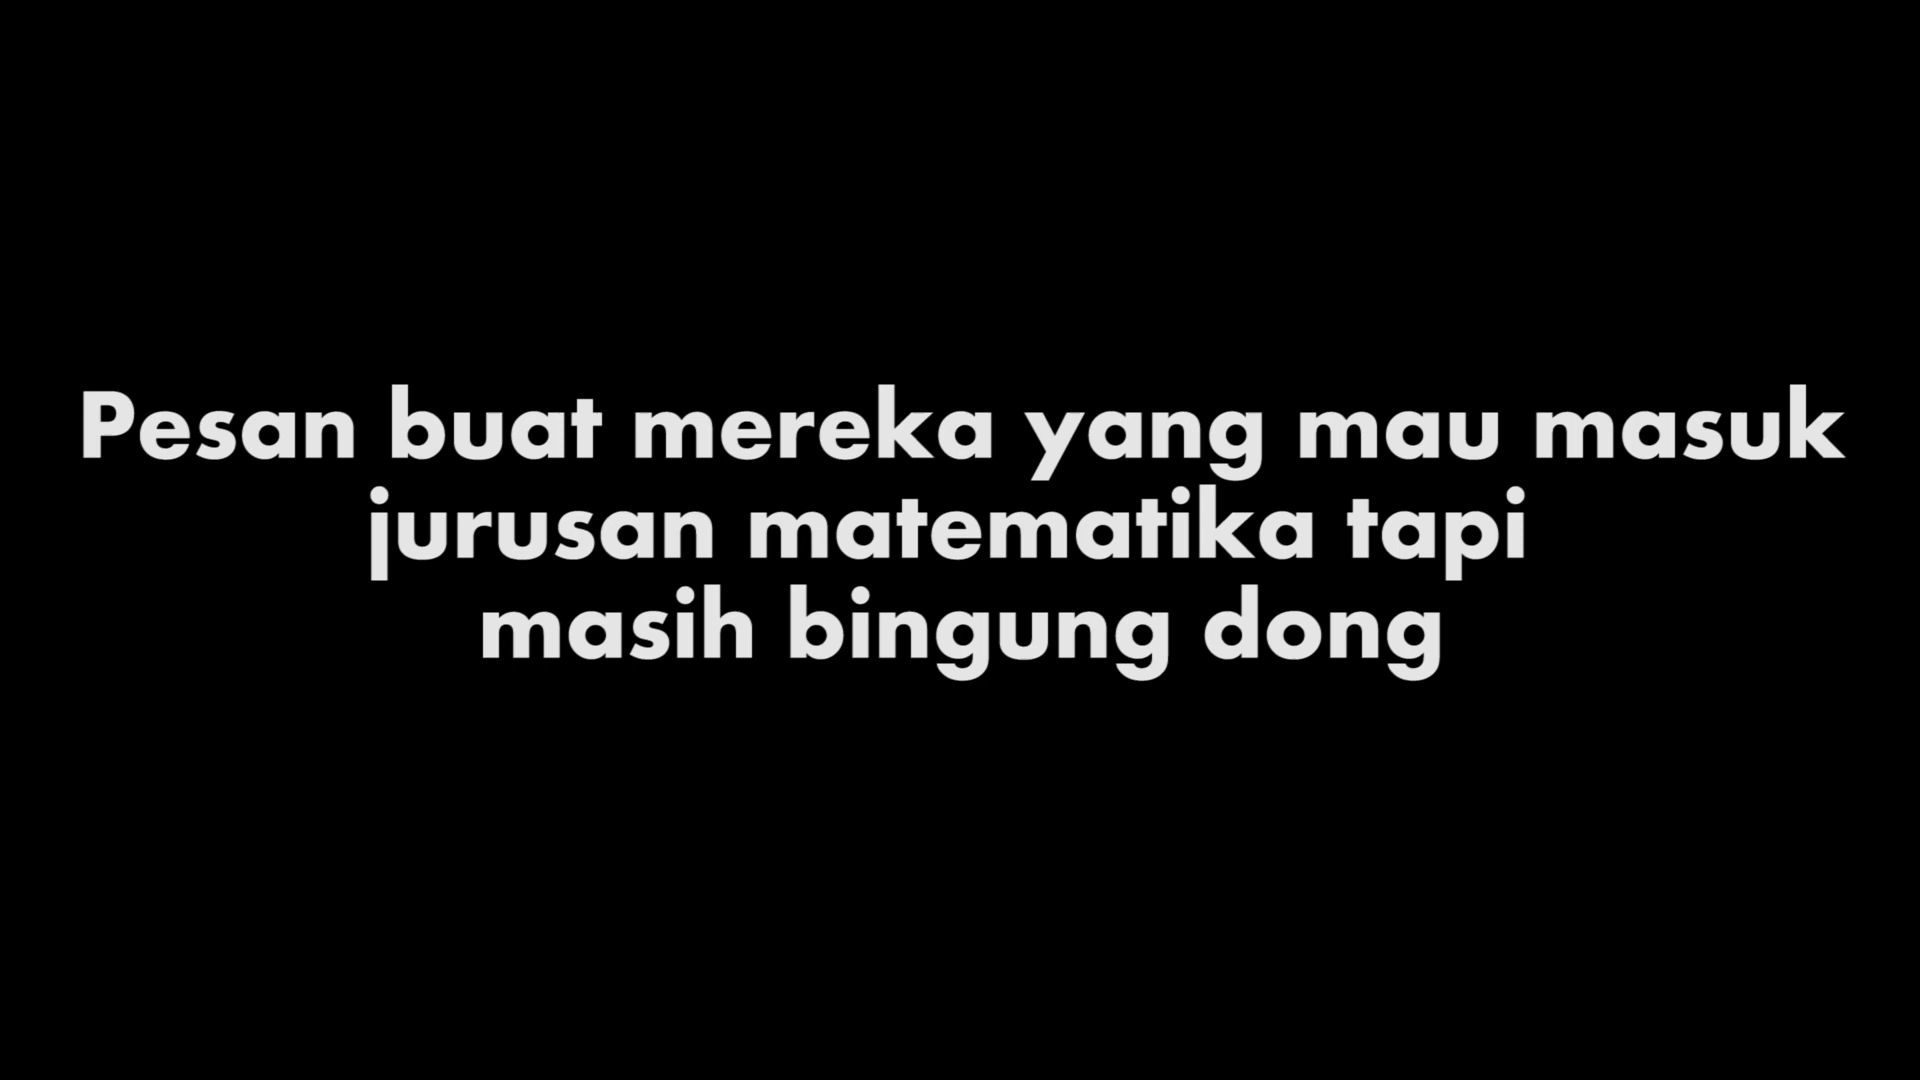 Pesan buat mereka yang mau masuk
jurusan matematika tapi
masih bingung dong